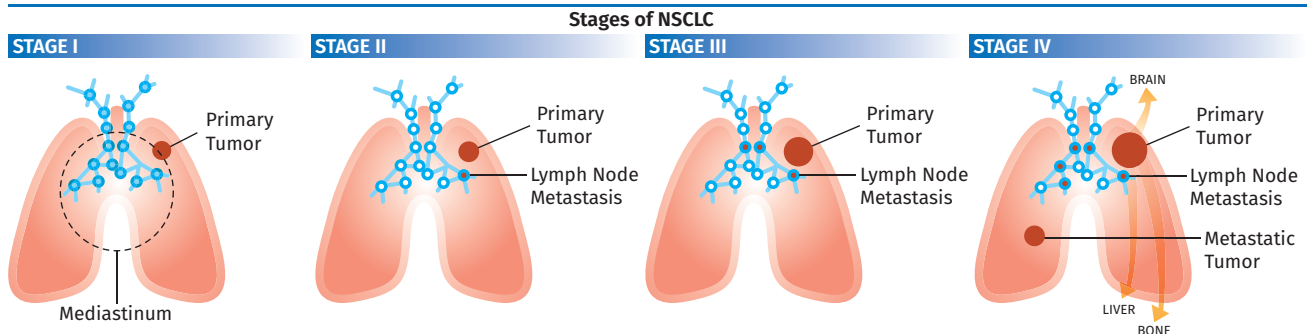 Stages of NSCLC
STAGE I
Primary
Tumor
Mediastinum
STAGE II
Primary
Tumor
Lymph Node
Metastasis
STAGE III
Primary
Tumor
Lymph Node
Metastasis
STAGE IV
BRAIN
Primary
Tumor
Lymph Node
Metastasis
Metastatic
Tumor
LIVER
BONE